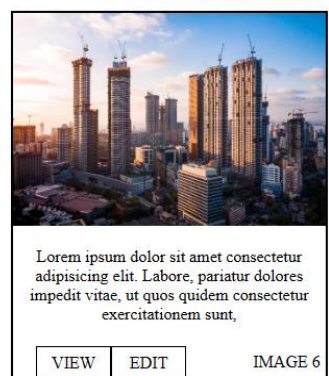 Lorem ipsum dolor sit amet consectetur
adipisicing elit. Labore, pariatur dolores
impedit vitae, ut quos quidem consectetur
exercitationem sunt,
VIEW EDIT IMAGE 6